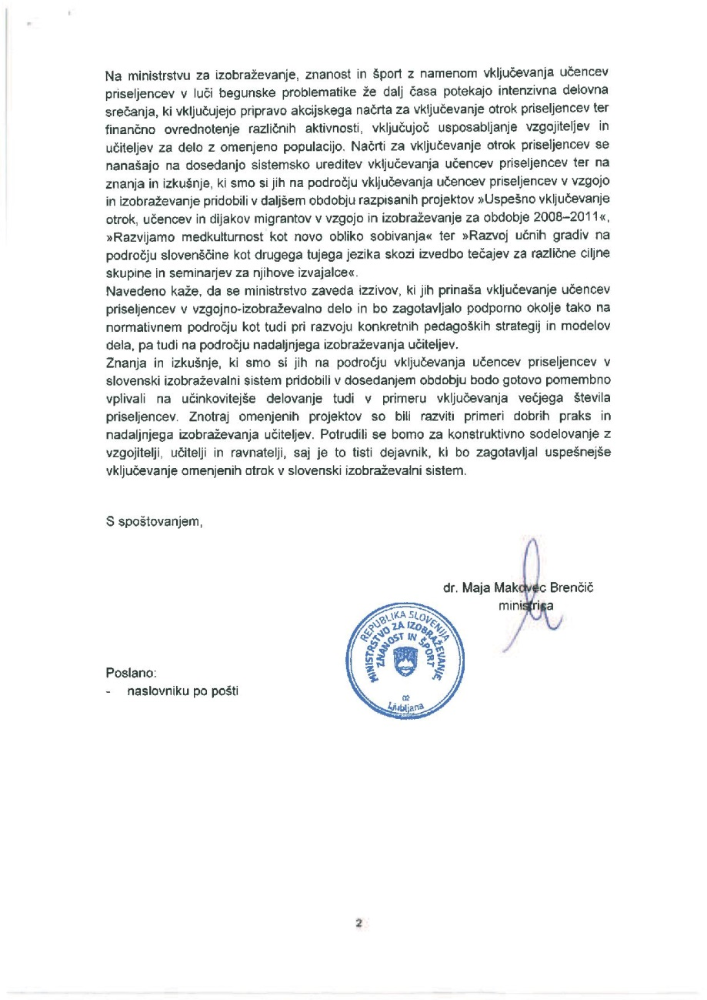 Na ministrstvu za izobraževanje, znanost in šport z namenom vključevanja učencev
priseljencev v luči begunske problematike že dalj časa potekajo intenzivna delovna
srečanja, ki vključujejo pripravo akcijskega načrta za vključevanje otrok priseljencev ter
finančno ovrednotenje različnih aktivnosti, vključujoč usposabljanje vzgojiteljev in
učiteljev za delo z omenjeno populacijo. Načrti za vključevanje otrok priseljencev se
nanašajo na dosedanjo sistemsko ureditev vključevanja učencev priseljencev ter na
znanja in izkušnje, ki smo si jih na področju vključevanja učencev priseljencev v vzgojo
in izobraževanje pridobili v daljšem obdobju razpisanih projektov »Uspešno vključevanje
otrok, učencev in dijakov migrantov v vzgojo in izobraževanje za obdobje 2008–2011«,
»Razvijamo medkulturnost kot novo obliko sobivanja« ter »Razvoj učnih gradiv na
področju slovenščine kot drugega tujega jezika skozi izvedbo tečajev za različne ciljne
skupine in seminarjev za njihove izvajalce«.
Navedeno kaže, da se ministrstvo zaveda izzivov, ki jih prinaša vključevanje učencev
priseljencev v vzgojno-izobraževalno delo in bo zagotavljalo podporno okolje tako na
normativnem področju kot tudi pri razvoju konkretnih pedagoških strategij in modelov
dela, pa tudi na področju nadaljnjega izobraževanja učiteljev.
Znanja in izkušnje, ki smo si jih na področju vključevanja učencev priseljencev v
slovenski izobraževalni sistem pridobili v dosedanjem obdobju bodo gotovo pomembno
vplivali na učinkovitejše delovanje tudi v primeru vključevanja večjega števila
priseljencev. Znotraj omenjenih projektov so bili razviti primeri dobrih praks in
nadaljnjega izobraževanja učiteljev. Potrudili se bomo za konstruktivno sodelovanje z
vzgojitelji, učitelji in ravnatelji, saj je to tisti dejavnik, ki bo zagotavljal uspešnejše
vključevanje omenjenih otrok v slovenski izobraževalni sistem.
S spoštovanjem,
dr. Maja Makovec Brenčič
ministrica
REPUBLIKA SLOVENIJA
MINISTRSTVO ZA IZOBRAŽEVANJE,
ZNANOST IN ŠPORT
02
Ljubljana
Poslano:
- naslovniku po pošti
2